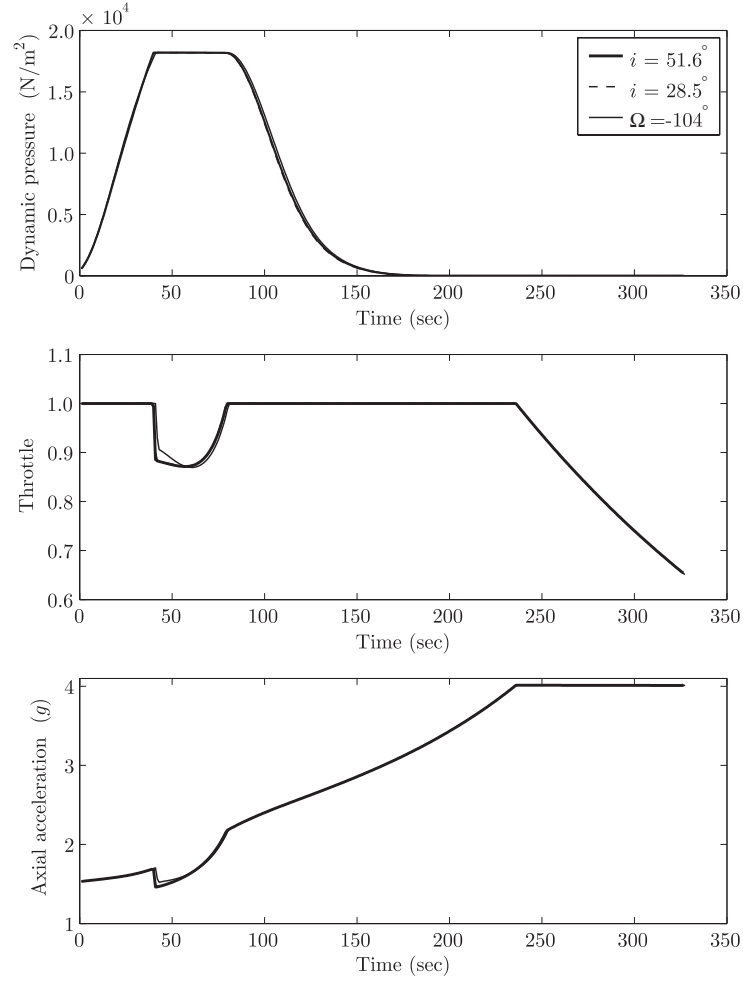 × 10⁴
Dynamic pressure (N/m²)
2.0
1.5
1.0
0.5
0
i = 51.6°
i = 28.5°
Ω =-104°
0 50 100 150 200 250 300 350
Time (sec)
Throttle
1.1
1.0
0.9
0.8
0.7
0.6
0 50 100 150 200 250 300 350
Time (sec)
Axial acceleration (g)
4
3
2
1
0 50 100 150 200 250 300 350
Time (sec)